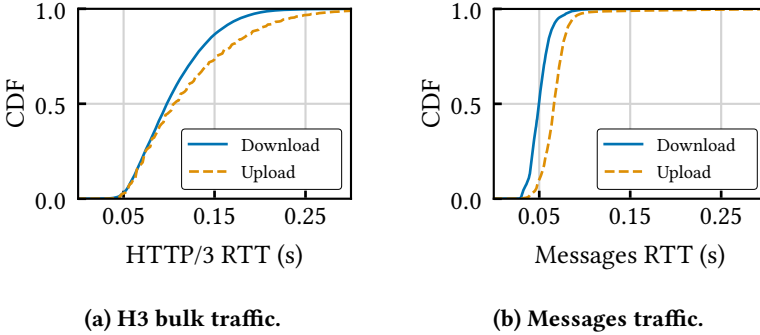 1.0
0.5
0.0
CDF
Download
Upload
0.05
0.15
0.25
HTTP/3 RTT (s)
(a) H3 bulk traffic.
1.0
0.5
0.0
CDF
Download
Upload
0.05
0.15
0.25
Messages RTT (s)
(b) Messages traffic.